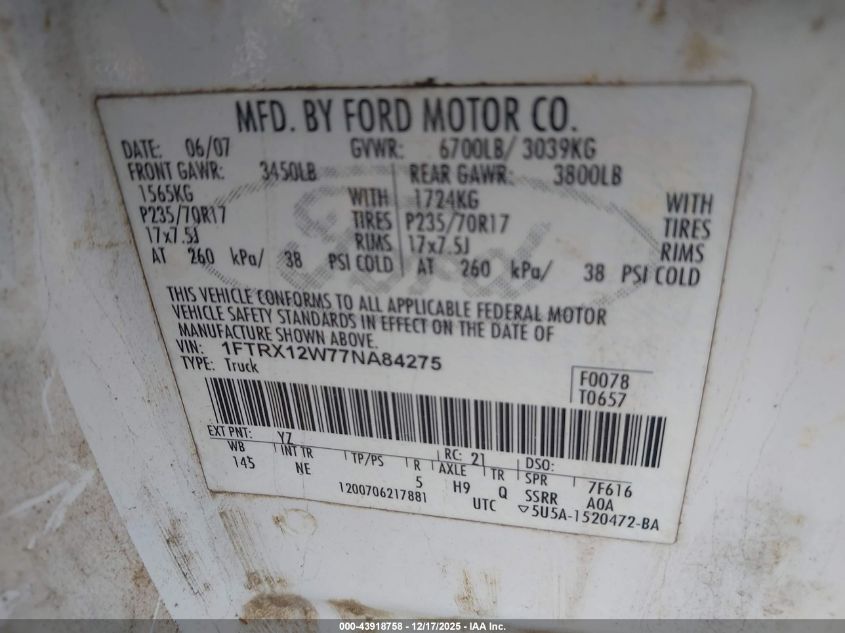 MFD. BY FORD MOTOR CO.
DATE: 06/07 GVWR: 6700LB/ 3039KG
FRONT GAWR: 3450LB REAR GAWR: 3800LB
1565KG WITH 1724KG WITH
P235/70R17 TIRES P235/70R17 TIRES
17x7.5J RIMS 17x7.5J RIMS
AT 260 kPa/ 38 PSI COLD AT 260 kPa/ 38 PSI COLD
Ford
THIS VEHICLE CONFORMS TO ALL APPLICABLE FEDERAL MOTOR
VEHICLE SAFETY STANDARDS IN EFFECT ON THE DATE OF
MANUFACTURE SHOWN ABOVE.
VIN: 1FTRX12W77NA84275
TYPE: Truck
F0078
T0657
EXT PNT: YZ RC: 21 DSO:
WB INT TR TP/PS R AXLE TR SPR 7F616
145 NE 5 H9 Q SSRR A0A
1200706217881 UTC ▽5U5A-1520472-BA
000-43918758 - 12/17/2025 - IAA Inc.